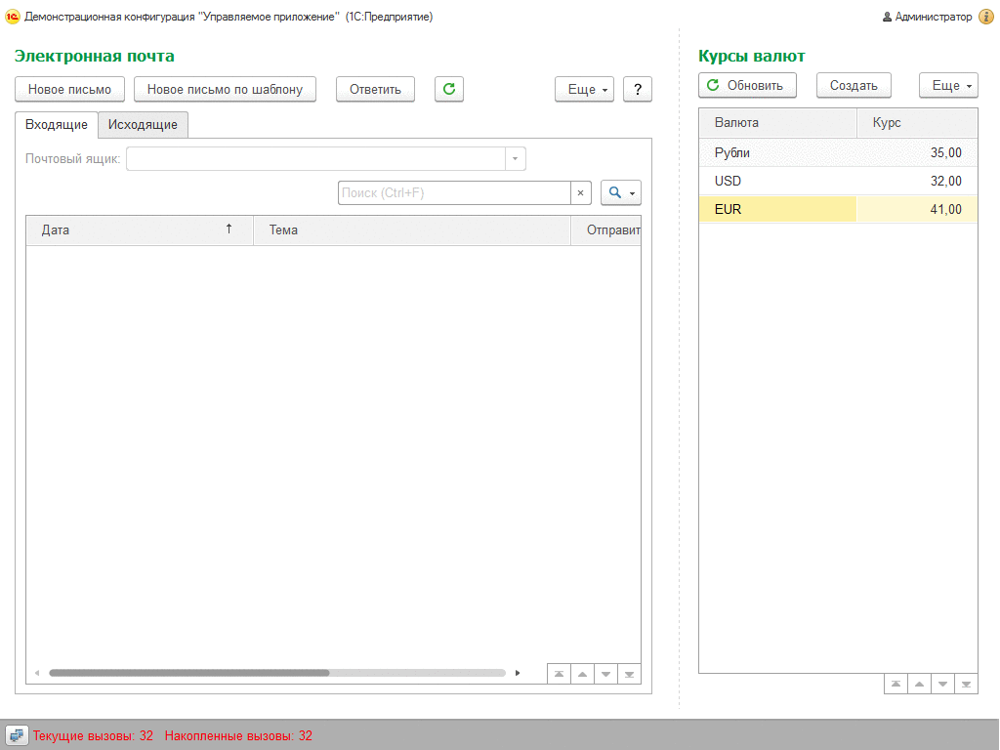 1С Демонстрационная конфигурация "Управляемое приложение" (1С:Предприятие)
Администратор i
Электронная почта
Новое письмо Новое письмо по шаблону Ответить Еще ?
Входящие Исходящие
Почтовый ящик:
Поиск (Ctrl+F) ×
Дата ↑ Тема Отправит
Курсы валют
Обновить Создать Еще
Валюта Курс
Рубли 35,00
USD 32,00
EUR 41,00
Текущие вызовы: 32 Накопленные вызовы: 32